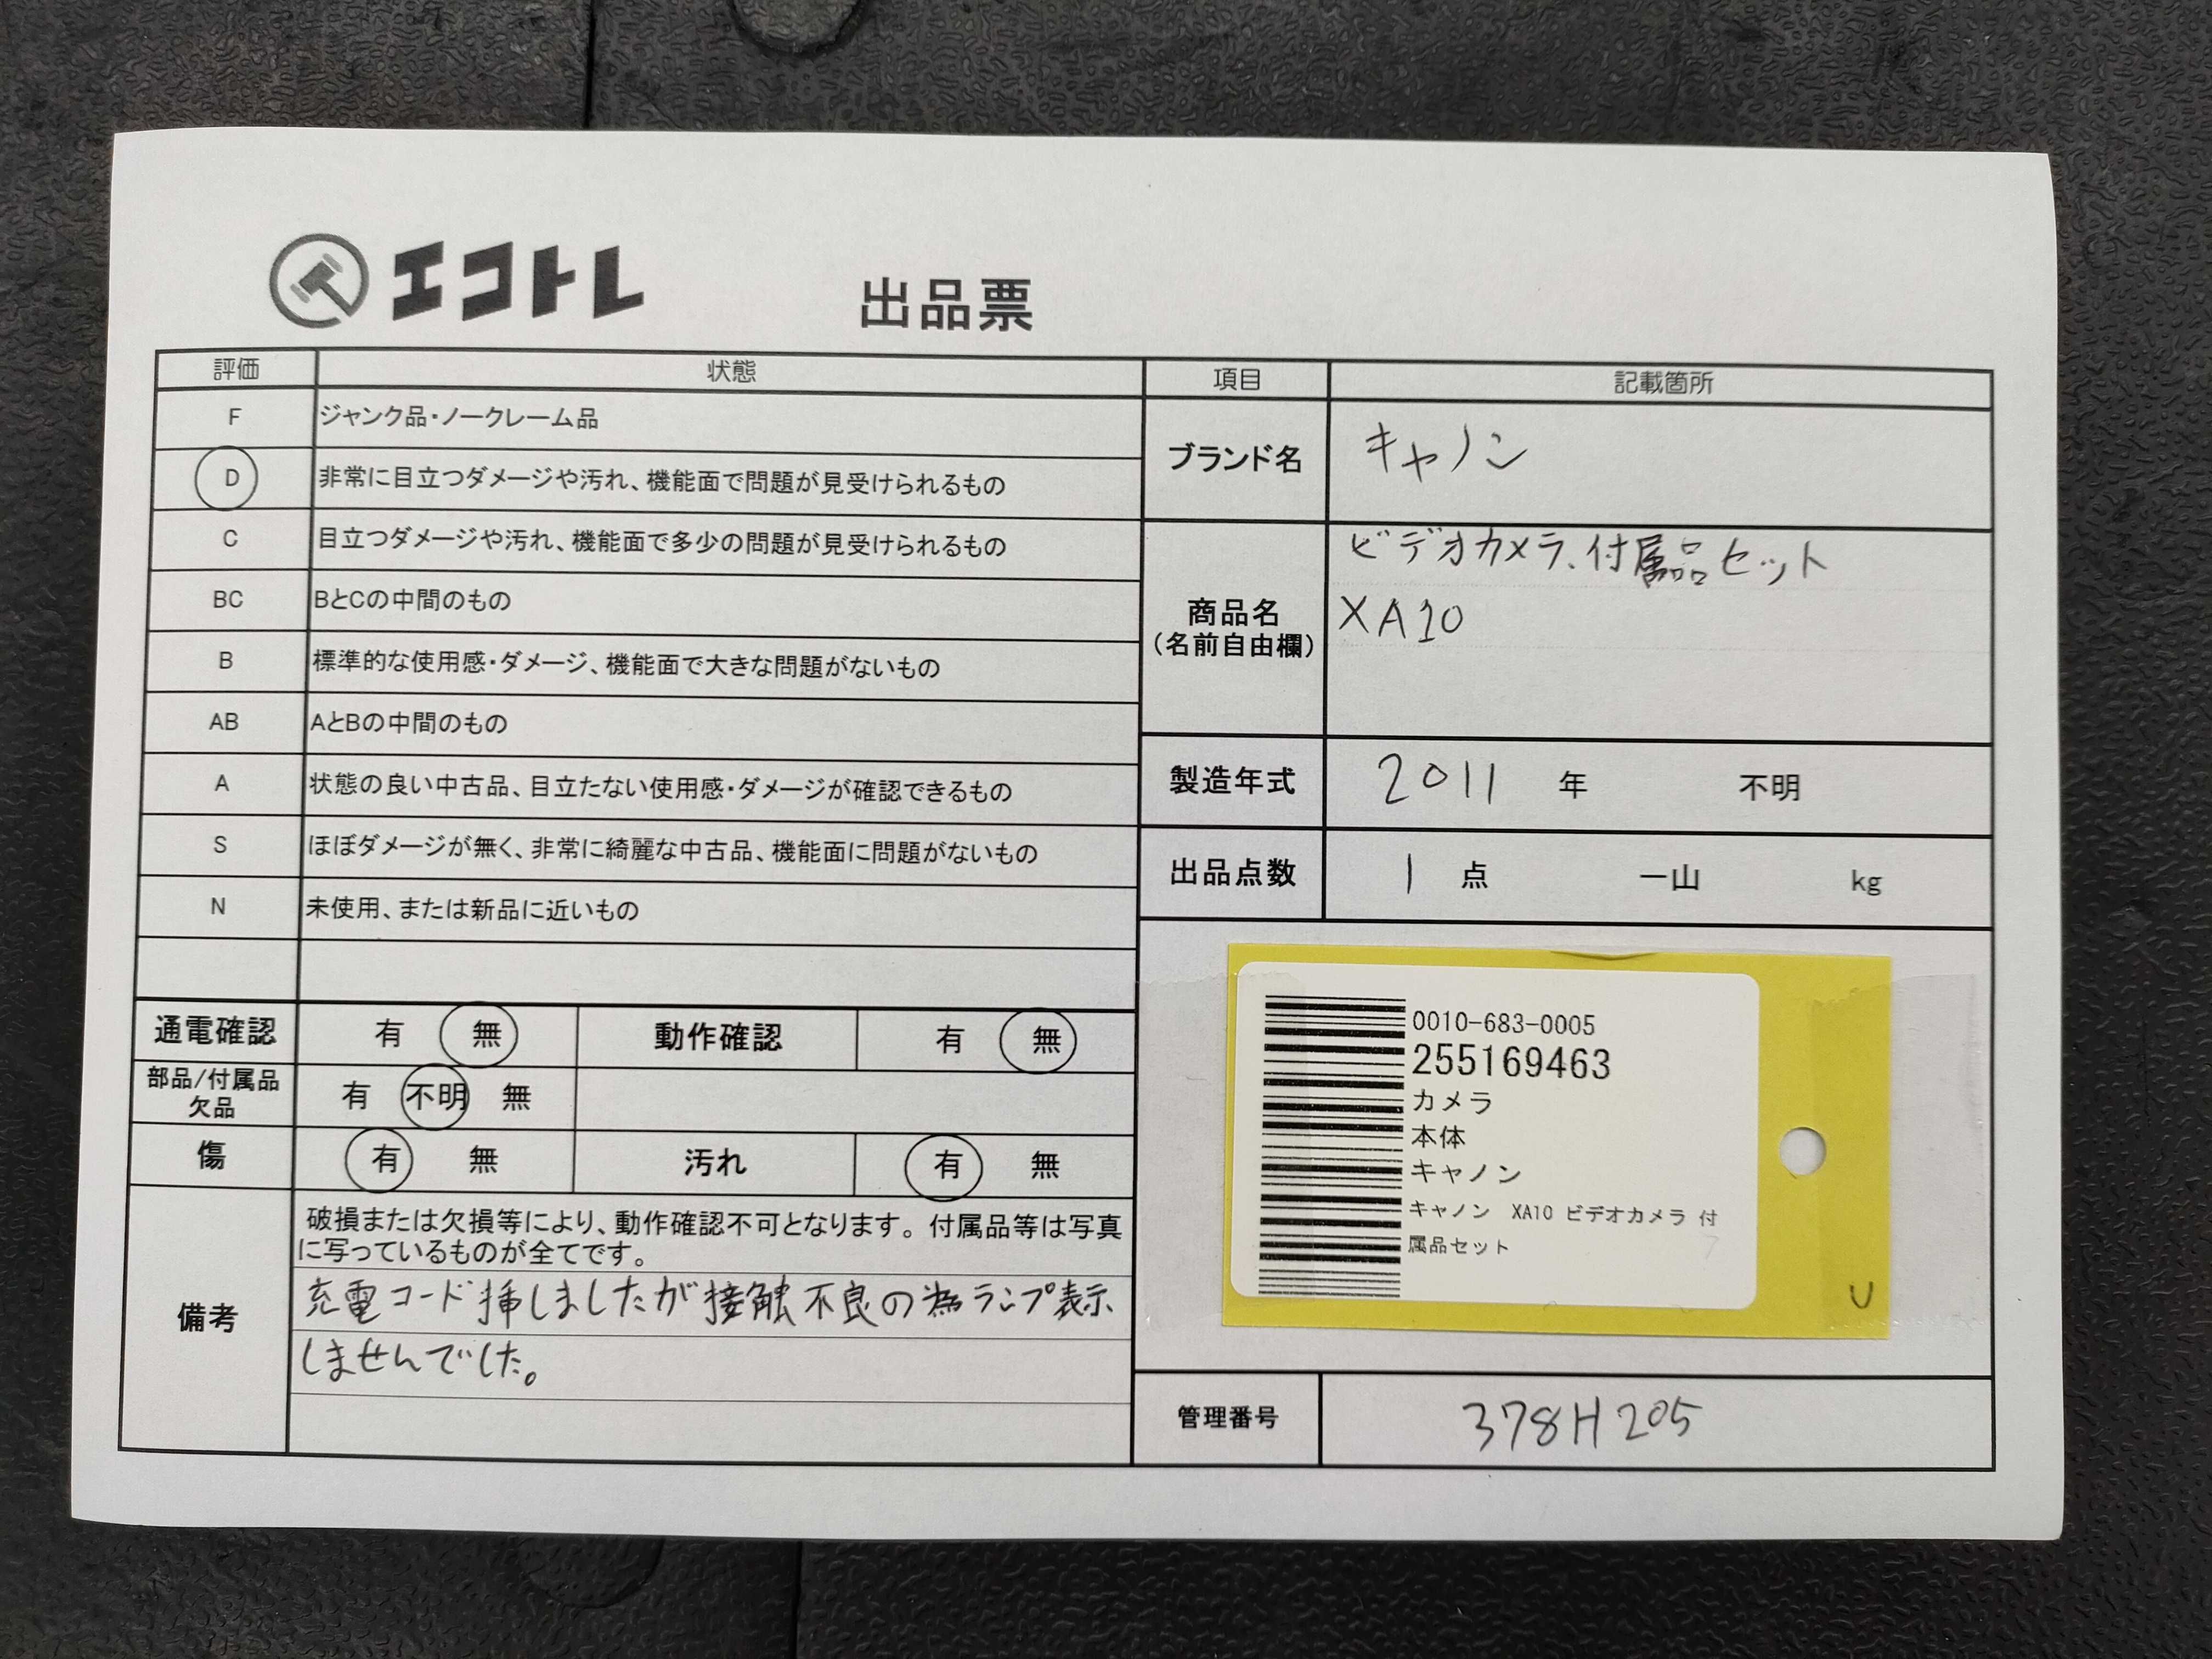 エコトレ
出品票
評価 状態
F ジャンク品・ノークレーム品
D 非常に目立つダメージや汚れ、機能面で問題が見受けられるもの
C 目立つダメージや汚れ、機能面で多少の問題が見受けられるもの
BC BとCの中間のもの
B 標準的な使用感・ダメージ、機能面で大きな問題がないもの
AB AとBの中間のもの
A 状態の良い中古品、目立たない使用感・ダメージが確認できるもの
S ほぼダメージが無く、非常に綺麗な中古品、機能面に問題がないもの
N 未使用、または新品に近いもの
通電確認 有 無 動作確認 有 無
部品/付属品
欠品 有 不明 無
傷 有 無 汚れ 有 無
備考
破損または欠損等により、動作確認不可となります。付属品等は写真
に写っているものが全てです。
充電コード挿しましたが接触不良の為ランプ表示
しませんでした。
項目 記載箇所
ブランド名 キャノン
商品名
(名前自由欄)
ビデオカメラ、付属品セット
XA10
製造年式 2011 年 不明
出品点数 1 点 一山 kg
0010-683-0005
255169463
カメラ
本体
キャノン
キャノン XA10 ビデオカメラ 付
属品セット
U
管理番号 378H205